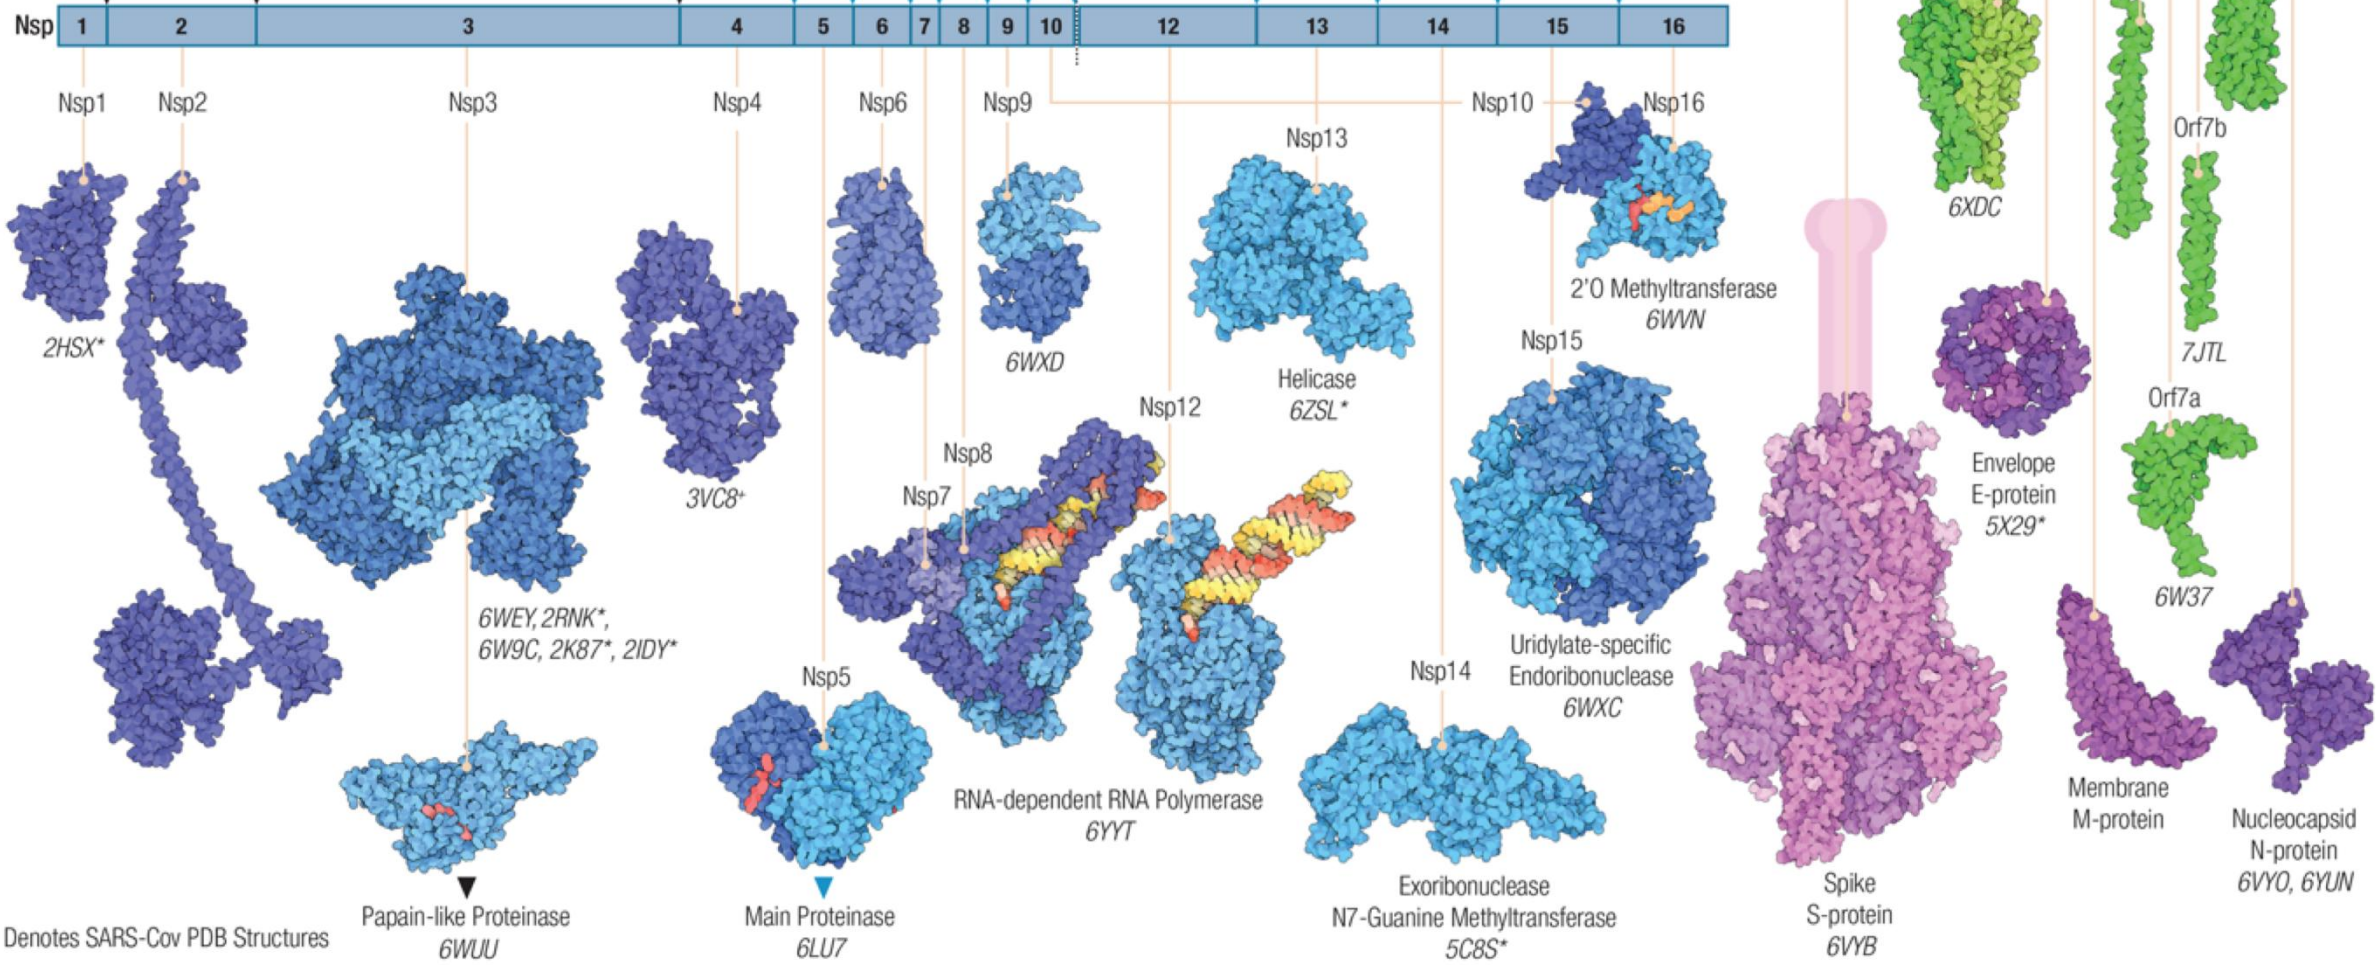 Nsp 1 2 3 4 5 6 7 8 9 10 12 13 14 15 16
Nsp1 Nsp2 Nsp3 Nsp4 Nsp6 Nsp9 Nsp10 Nsp16
Nsp13
Orf7b
6XDC
2'O Methyltransferase
6WVN
2HSX*
6WXD
Nsp15
7JTL
Helicase
6ZSL*
Nsp12
Orf7a
Nsp8
Envelope
E-protein
5X29*
Nsp7
3VC8+
6W37
6WEY, 2RNK*,
6W9C, 2K87*, 2IDY*
Uridylate-specific
Endoribonuclease
6WXC
Nsp5
Nsp14
RNA-dependent RNA Polymerase
6YYT
Membrane
M-protein
Nucleocapsid
N-protein
6VYO, 6YUN
Exoribonuclease
N7-Guanine Methyltransferase
5C8S*
Spike
S-protein
6VYB
Denotes SARS-Cov PDB Structures
Papain-like Proteinase
6WUU
Main Proteinase
6LU7